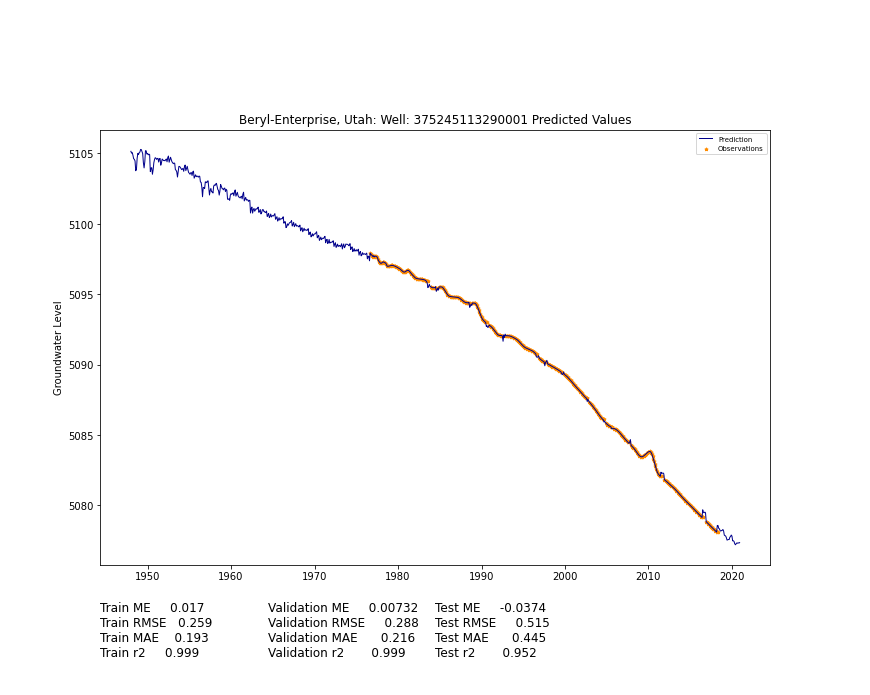 Beryl-Enterprise, Utah: Well: 375245113290001 Predicted Values
Prediction
Observations
5105
5100
5095
5090
5085
5080
Groundwater Level
1950 1960 1970 1980 1990 2000 2010 2020
Train ME 0.017 Validation ME 0.00732 Test ME -0.0374
Train RMSE 0.259 Validation RMSE 0.288 Test RMSE 0.515
Train MAE 0.193 Validation MAE 0.216 Test MAE 0.445
Train r2 0.999 Validation r2 0.999 Test r2 0.952